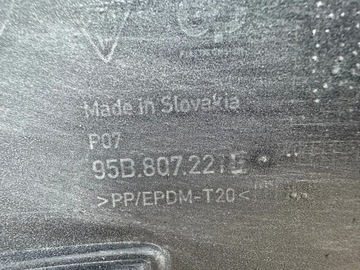 Made in Slovakia
P07
95B.807.221
>PP/EPDM-T20<